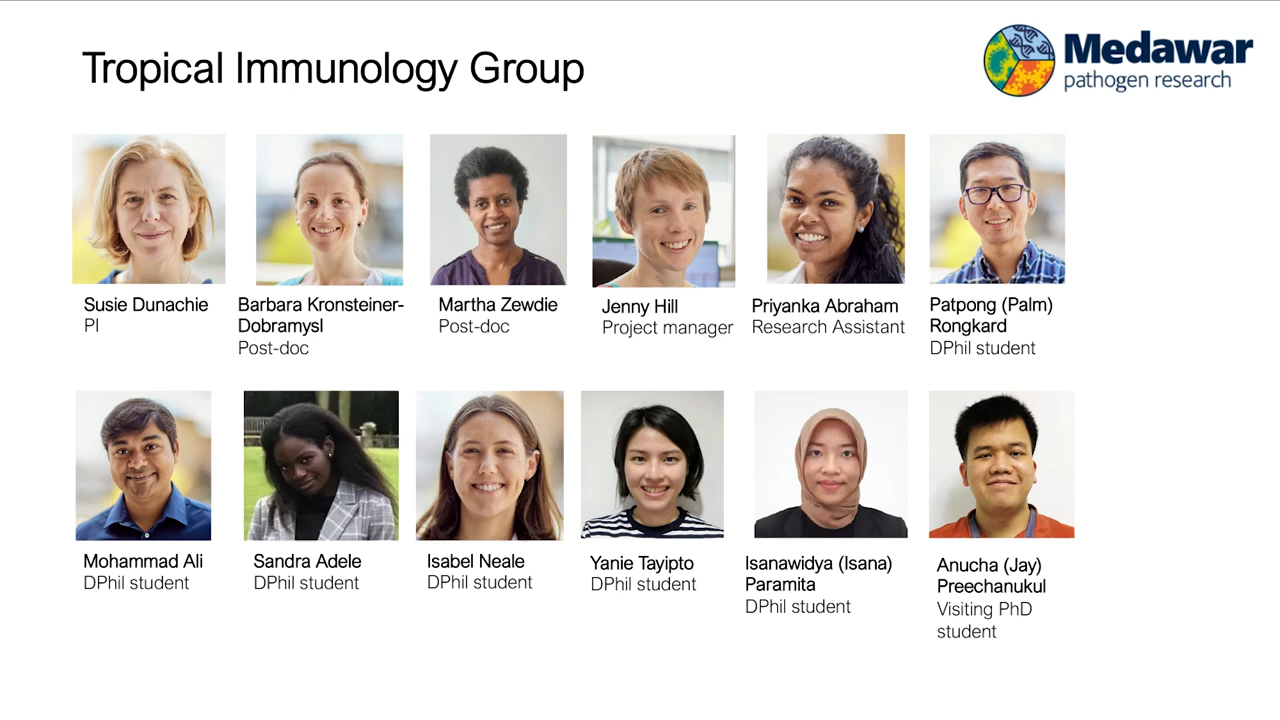 Tropical Immunology Group
Medawar
pathogen research
Susie Dunachie
PI
Barbara Kronsteiner-
Dobramysl
Post-doc
Martha Zewdie
Post-doc
Jenny Hill
Project manager
Priyanka Abraham
Research Assistant
Patpong (Palm)
Rongkard
DPhil student
Mohammad Ali
DPhil student
Sandra Adele
DPhil student
Isabel Neale
DPhil student
Yanie Tayipto
DPhil student
Isanawidya (Isana)
Paramita
DPhil student
Anucha (Jay)
Preechanukul
Visiting PhD
student